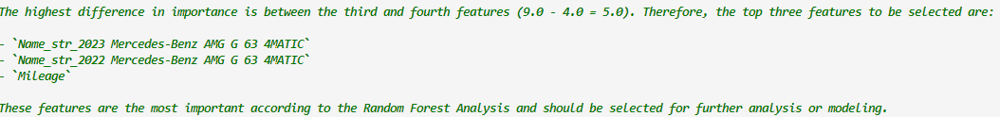 The highest difference in importance is between the third and fourth features (9.0 - 4.0 = 5.0). Therefore, the top three features to be selected are:
- `Name_str_2023 Mercedes-Benz AMG G 63 4MATIC`
- `Name_str_2022 Mercedes-Benz AMG G 63 4MATIC`
- `Mileage`
These features are the most important according to the Random Forest Analysis and should be selected for further analysis or modeling.